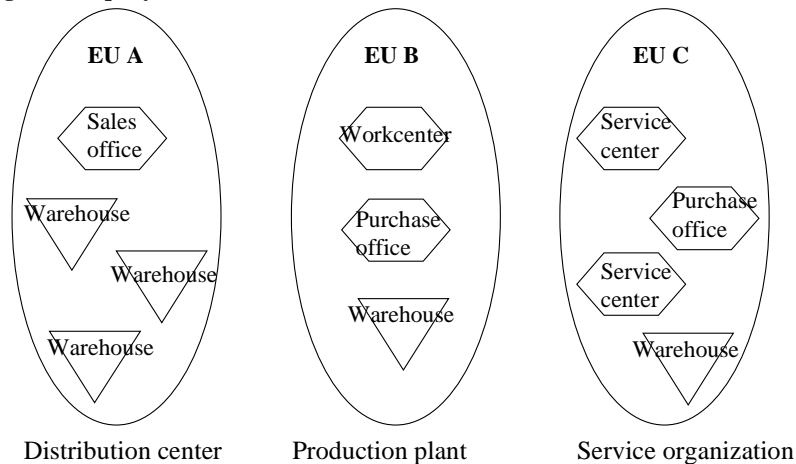 EU A
Sales
office
Warehouse
Warehouse
Warehouse
Distribution center
EU B
Workcenter
Purchase
office
Warehouse
Production plant
EU C
Service
center
Purchase
office
Service
center
Warehouse
Service organization